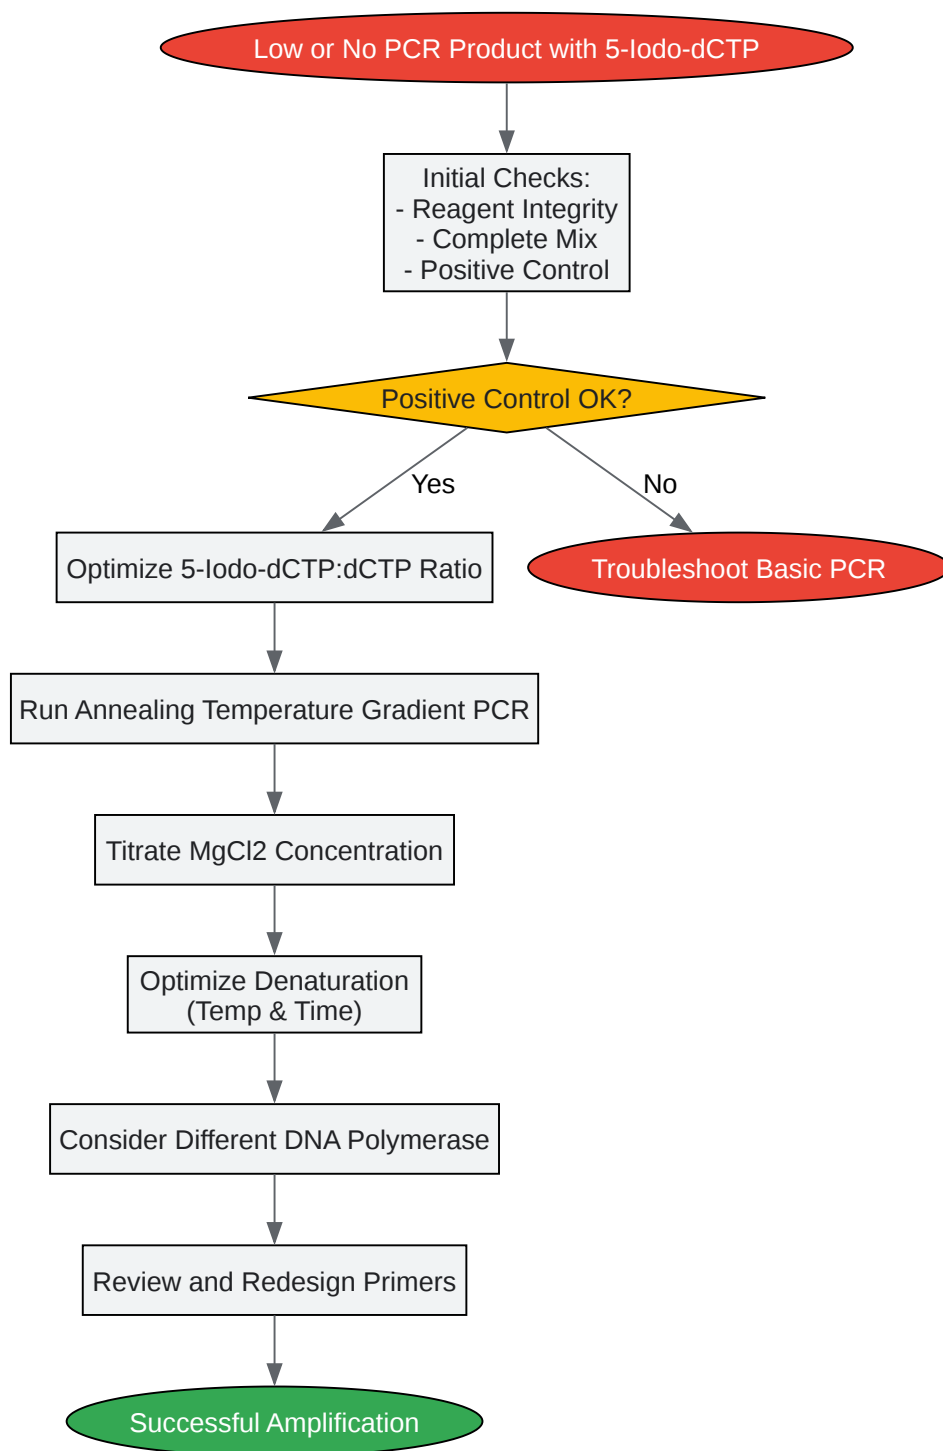 Low or No PCR Product with 5-Iodo-dCTP
Initial Checks:
- Reagent Integrity
- Complete Mix
- Positive Control
Positive Control OK?
Yes
No
Optimize 5-Iodo-dCTP:dCTP Ratio
Troubleshoot Basic PCR
Run Annealing Temperature Gradient PCR
Titrate MgCl2 Concentration
Optimize Denaturation
(Temp & Time)
Consider Different DNA Polymerase
Review and Redesign Primers
Successful Amplification